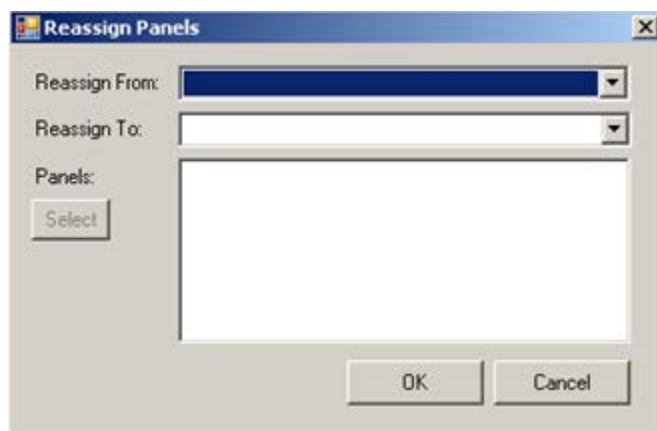 Reassign Panels
Reassign From:
Reassign To:
Panels:
Select
OK
Cancel